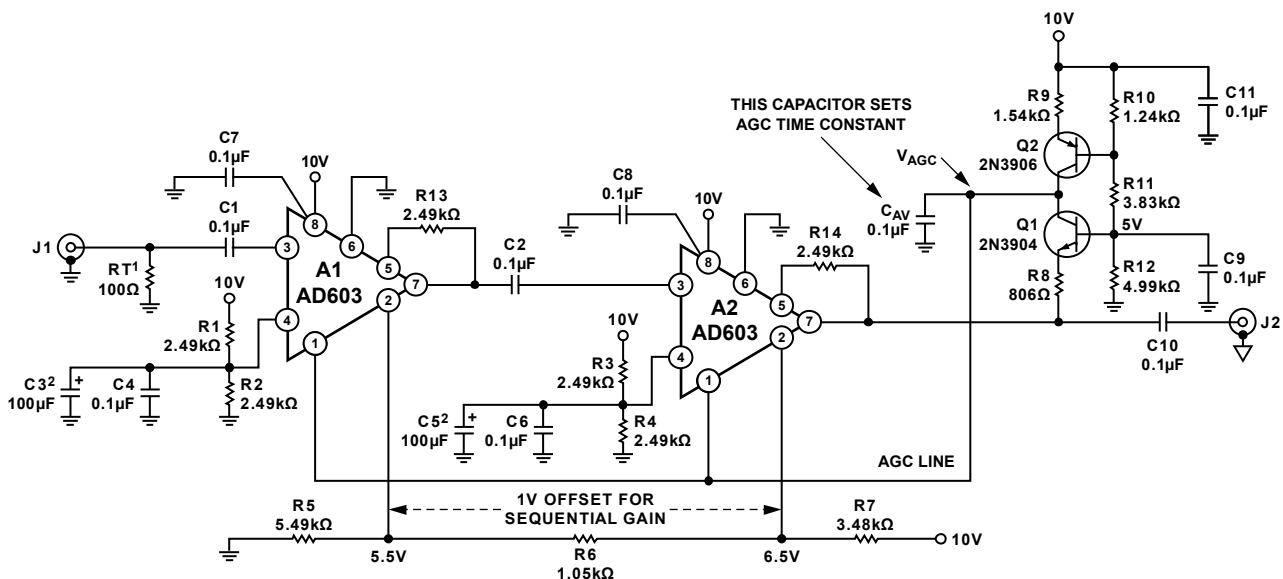 10V
THIS CAPACITOR SETS
AGC TIME CONSTANT
R9
1.54kΩ
R10
1.24kΩ
C11
0.1µF
Q2
2N3906
VAGC
CAV
0.1µF
R11
3.83kΩ
Q1
2N3904
5V
R8
806Ω
R12
4.99kΩ
C9
0.1µF
C7
0.1µF
10V
R13
2.49kΩ
C8
0.1µF
10V
R14
2.49kΩ
J1
C1
0.1µF
RT1
100Ω
3
8
6
5
7
2
4
1
A1
AD603
C2
0.1µF
3
8
6
5
7
2
4
1
A2
AD603
C10
0.1µF
J2
10V
R1
2.49kΩ
C32
100µF
+
C4
0.1µF
R2
2.49kΩ
10V
R3
2.49kΩ
C52
100µF
+
C6
0.1µF
R4
2.49kΩ
AGC LINE
1V OFFSET FOR
SEQUENTIAL GAIN
R5
5.49kΩ
5.5V
R6
1.05kΩ
6.5V
R7
3.48kΩ
10V